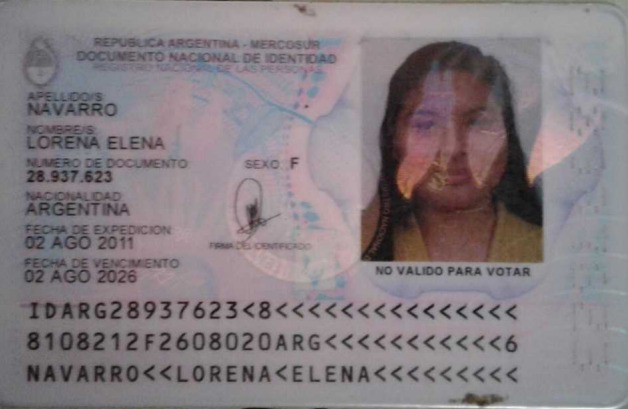 REPUBLICA ARGENTINA - MERCOSUR
DOCUMENTO NACIONAL DE IDENTIDAD
REGISTRO NACIONAL DE LAS PERSONAS
APELLIDO/S
NAVARRO
NOMBRE/S
LORENA ELENA
NUMERO DE DOCUMENTO SEXO F
28.937.623
NACIONALIDAD
ARGENTINA
FECHA DE EXPEDICION
02 AGO 2011
FIRMA DEL IDENTIFICADO
FECHA DE VENCIMIENTO
02 AGO 2026
NO VALIDO PARA VOTAR
IDARG28937623<8<<<<<<<<<<<<<<<
8108212F2608020ARG<<<<<<<<<<<6
NAVARRO<<LORENA<ELENA<<<<<<<<<